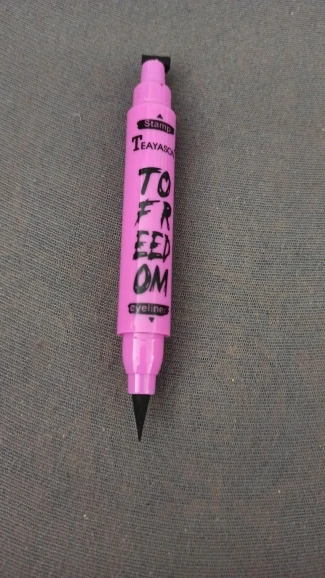 Stamp
TEAYASON
TO
FR
EED
OM
eyeliner